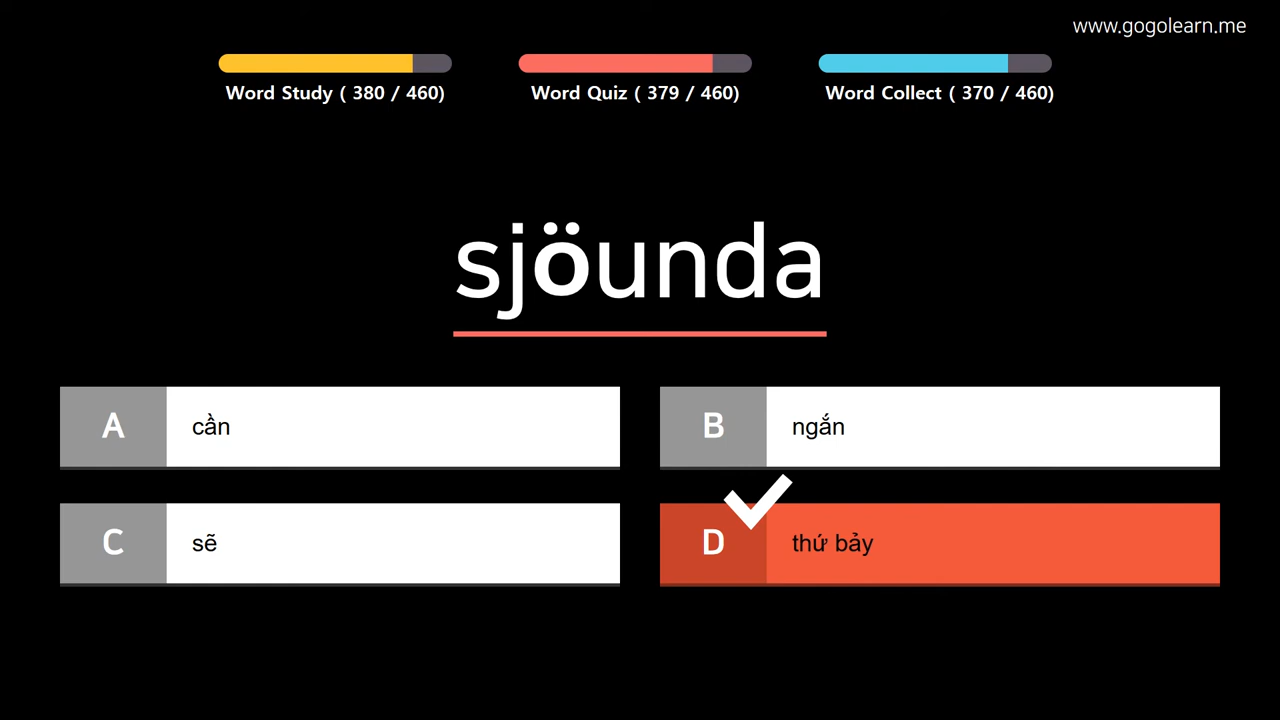 www.gogolearn.me
Word Study ( 380 / 460)
Word Quiz ( 379 / 460)
Word Collect ( 370 / 460)
sjöunda
A cần
B ngắn
C sẽ
D thứ bảy